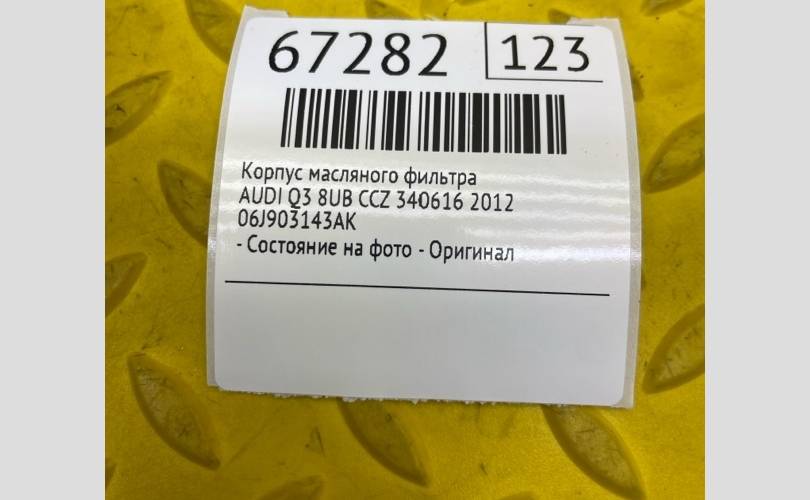 67282 123
Корпус масляного фильтра
AUDI Q3 8UB CCZ 340616 2012
06J903143AK
- Состояние на фото - Оригинал